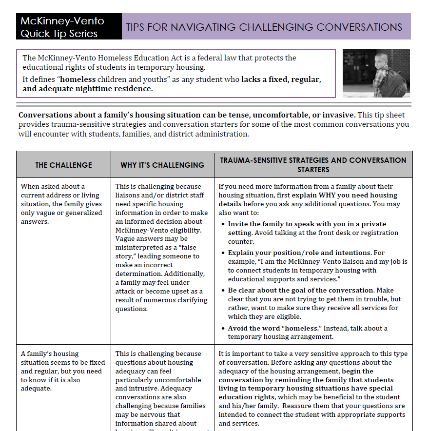 McKinney-Vento
Quick Tip Series
TIPS FOR NAVIGATING CHALLENGING CONVERSATIONS
The McKinney-Vento Homeless Education Act is a federal law that protects the
educational rights of students in temporary housing.
It defines "homeless children and youths" as any student who lacks a fixed, regular,
and adequate nighttime residence.
Conversations about a family's housing situation can be tense, uncomfortable, or invasive. This tip sheet
provides trauma-sensitive strategies and conversation starters for some of the most common conversations you
will encounter with students, families, and district administration.
THE CHALLENGE
WHY IT'S CHALLENGING
TRAUMA-SENSITIVE STRATEGIES AND CONVERSATION
STARTERS
When asked about a
current address or living
situation, the family gives
only vague or generalized
answers.
This is challenging because
liaisons and/or district staff
need specific housing
information in order to make
an informed decision about
McKinney-Vento eligibility.
Vague answers may be
misinterpreted as a "false
story," leading someone to
make an incorrect
determination. Additionally,
a family may feel under
attack or become upset as a
result of numerous clarifying
questions.
If you need more information from a family about their
housing situation, first explain WHY you need housing
details before you ask any additional questions. You may
also want to:
• Invite the family to speak with you in a private
setting. Avoid talking at the front desk or registration
counter.
• Explain your position/role and intentions. For
example, "I am the McKinney-Vento liaison and my job is
to connect students in temporary housing with
educational supports and services."
• Be clear about the goal of the conversation. Make
clear that you are not trying to get them in trouble, but
rather, want to make sure they receive all services for
which they are eligible.
• Avoid the word "homeless." Instead, talk about a
temporary housing arrangement.
A family's housing
situation seems to be fixed
and regular, but you need
to know if it is also
adequate.
This is challenging because
questions about housing
adequacy can feel
particularly uncomfortable
and intrusive. Adequacy
conversations are also
challenging because families
may be nervous that
information shared about
It is important to take a very sensitive approach to this type
of conversation. Before asking any questions about the
adequacy of the housing arrangement, begin the
conversation by reminding the family that students
living in temporary housing situations have special
education rights, which may be beneficial to the student
and his/her family. Reassure them that your questions are
intended to connect the student with appropriate supports
and services.